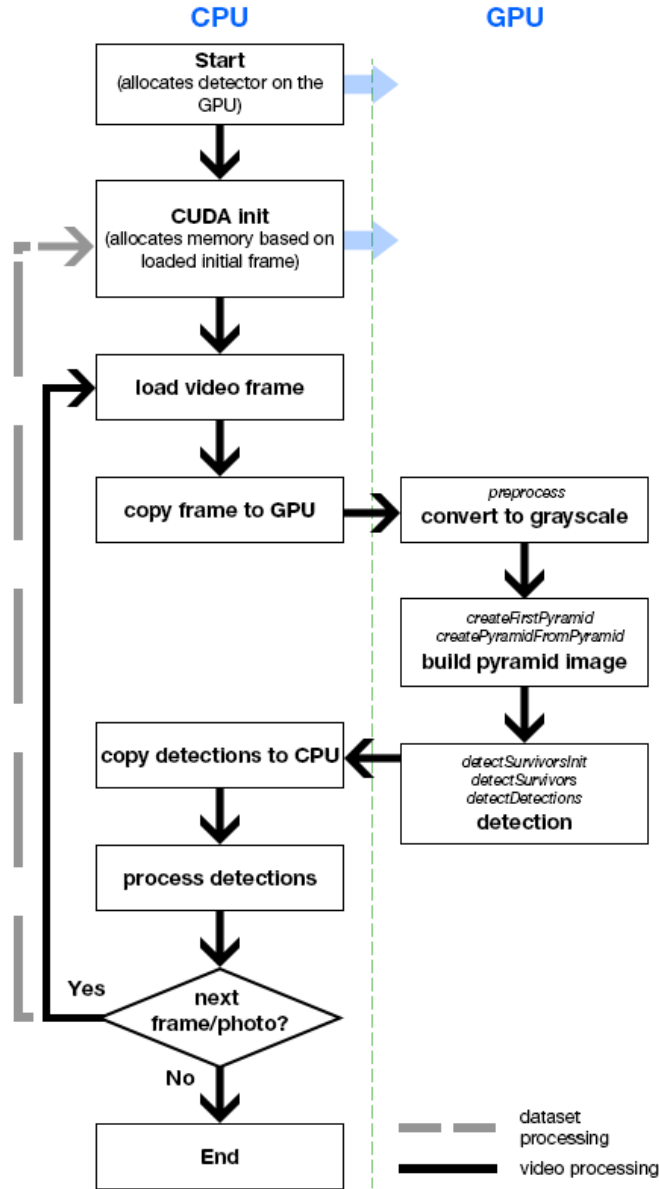 CPU
GPU
Start
(allocates detector on the
GPU)
CUDA init
(allocates memory based on
loaded initial frame)
load video frame
copy frame to GPU
preprocess
convert to grayscale
createFirstPyramid
createPyramidFromPyramid
build pyramid image
detectSurvivorsInit
detectSurvivors
detectDetections
detection
copy detections to CPU
process detections
next
frame/photo?
Yes
No
End
dataset
processing
video processing